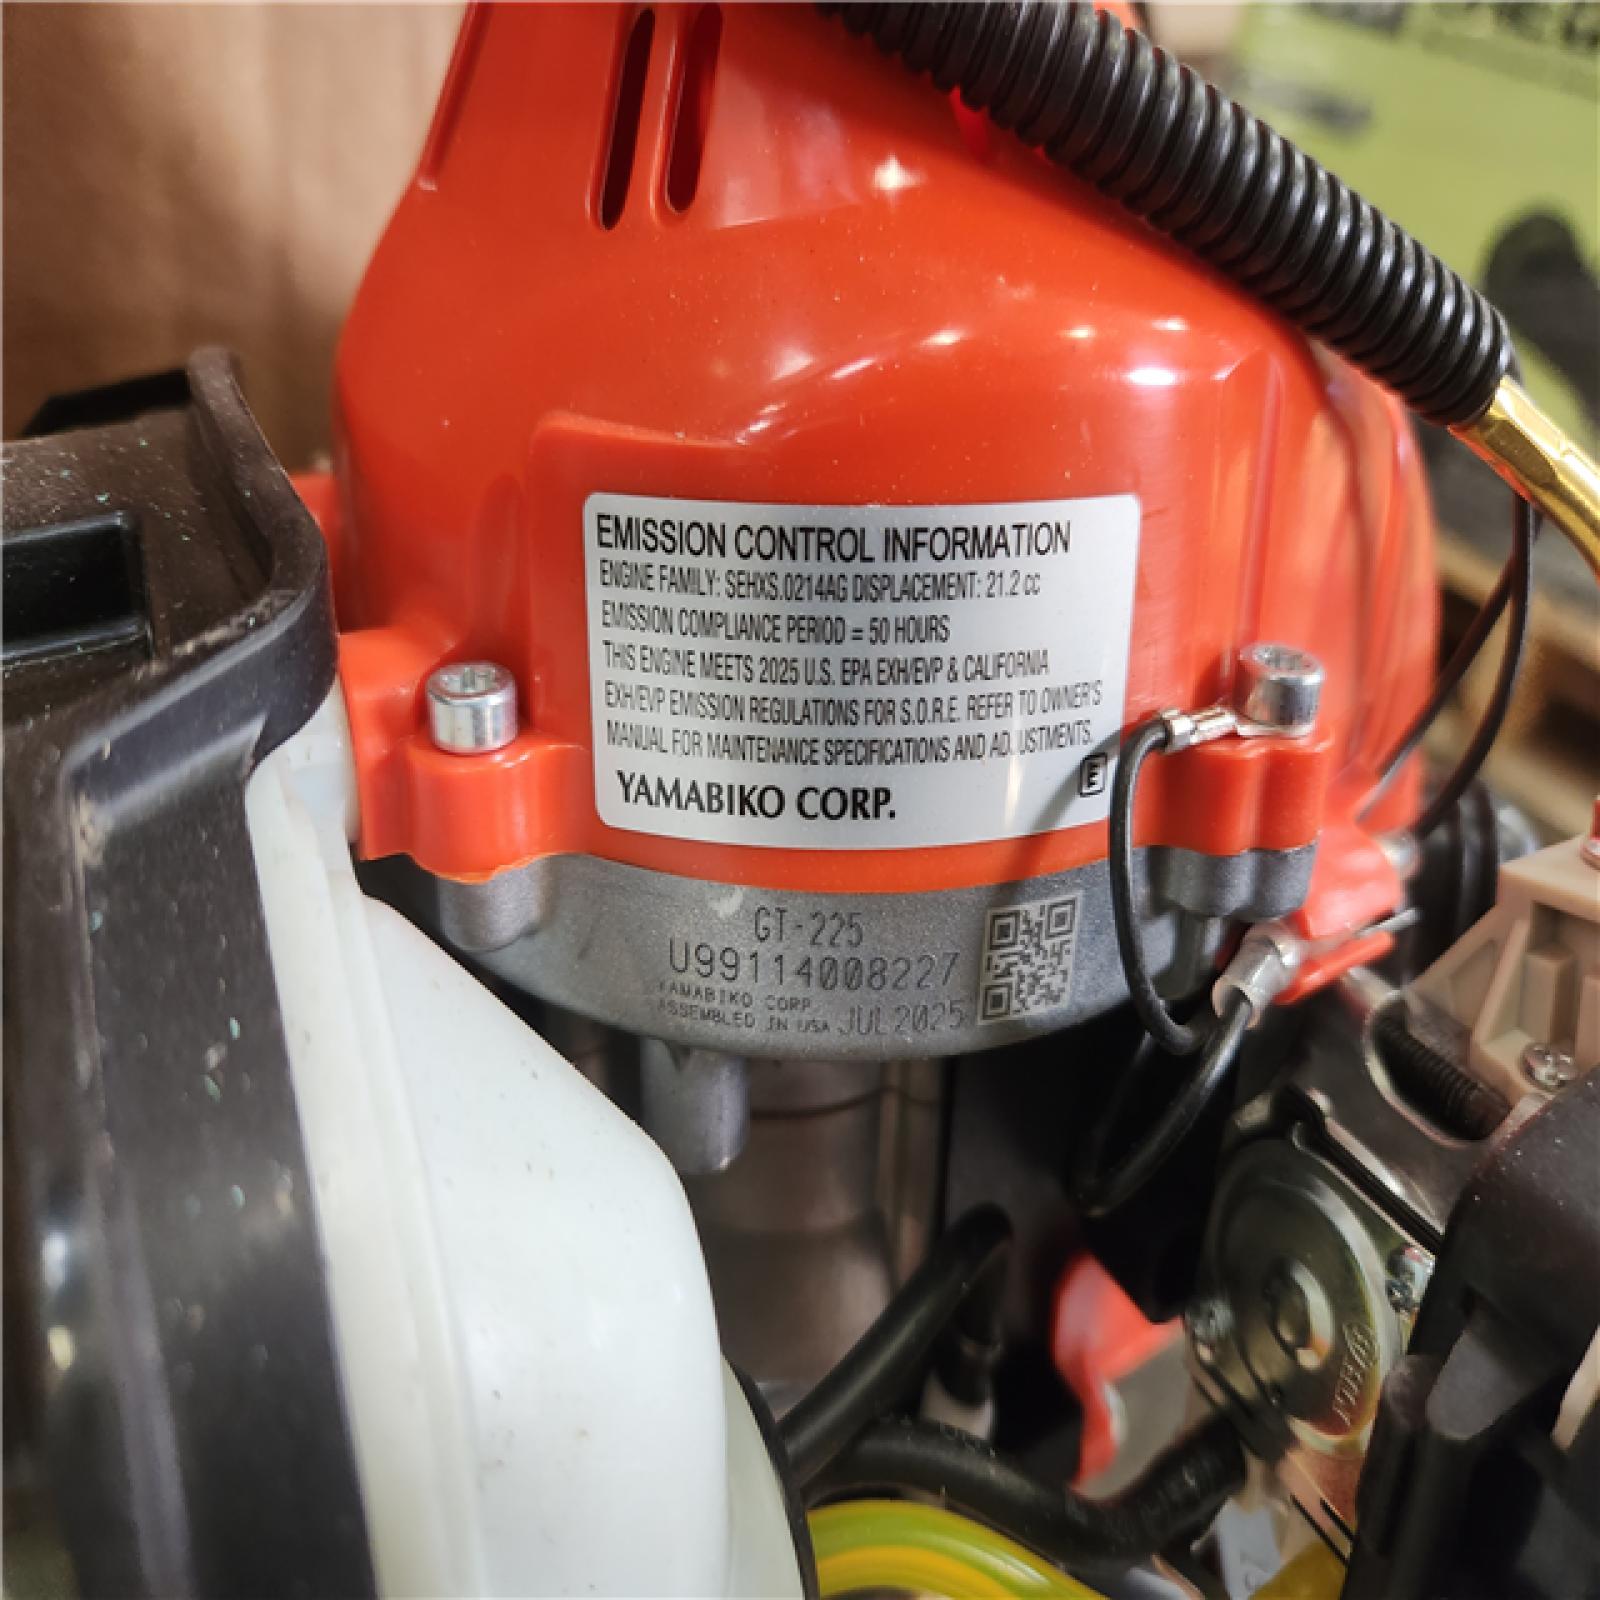 EMISSION CONTROL INFORMATION
ENGINE FAMILY: SEHXS.0214AG DISPLACEMENT: 21.2 cc
EMISSION COMPLIANCE PERIOD = 50 HOURS
THIS ENGINE MEETS 2025 U.S. EPA EXH/EVP & CALIFORNIA
EXH/EVP EMISSION REGULATIONS FOR S.O.R.E. REFER TO OWNER'S
MANUAL FOR MAINTENANCE SPECIFICATIONS AND ADJUSTMENTS.
YAMABIKO CORP.
E
GT-225
U99114008227
YAMABIKO CORP.
ASSEMBLED IN USA JUL2025